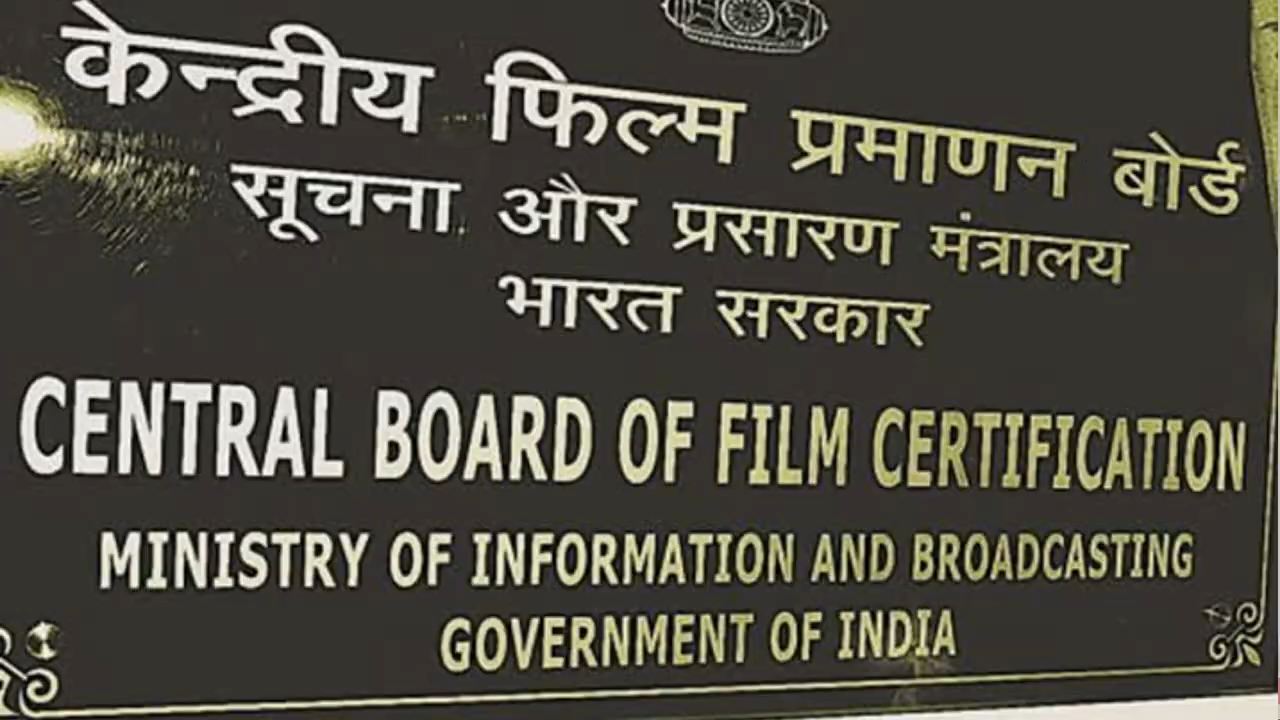 केन्द्रीय फिल्म प्रमाणन बोर्ड
सूचना और प्रसारण मंत्रालय
भारत सरकार
CENTRAL BOARD OF FILM CERTIFICATION
MINISTRY OF INFORMATION AND BROADCASTING
GOVERNMENT OF INDIA